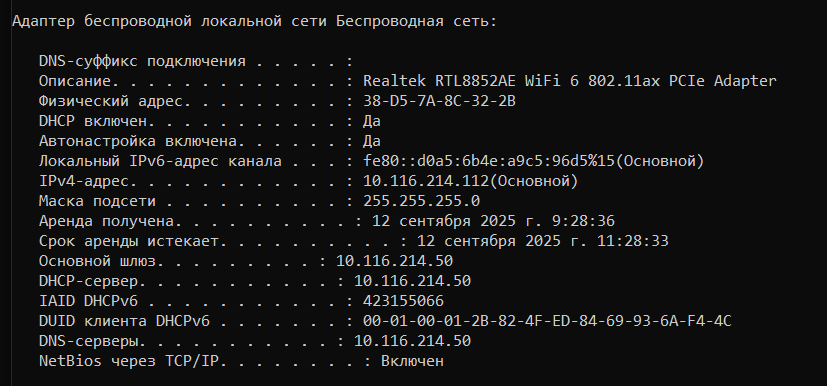 Адаптер беспроводной локальной сети Беспроводная сеть:
DNS-суффикс подключения . . . . . :
Описание. . . . . . . . . . . . . : Realtek RTL8852AE WiFi 6 802.11ax PCIe Adapter
Физический адрес. . . . . . . . . : 38-D5-7A-8C-32-2B
DHCP включен. . . . . . . . . . . : Да
Автонастройка включена. . . . . . : Да
Локальный IPv6-адрес канала . . . : fe80::d0a5:6b4e:a9c5:96d5%15(Основной)
IPv4-адрес. . . . . . . . . . . . : 10.116.214.112(Основной)
Маска подсети . . . . . . . . . . : 255.255.255.0
Аренда получена. . . . . . . . . . : 12 сентября 2025 г. 9:28:36
Срок аренды истекает. . . . . . . . . . : 12 сентября 2025 г. 11:28:33
Основной шлюз. . . . . . . . . : 10.116.214.50
DHCP-сервер. . . . . . . . . . . : 10.116.214.50
IAID DHCPv6 . . . . . . . . . . . : 423155066
DUID клиента DHCPv6 . . . . . . . : 00-01-00-01-2B-82-4F-ED-84-69-93-6A-F4-4C
DNS-серверы. . . . . . . . . . . : 10.116.214.50
NetBios через TCP/IP. . . . . . . . : Включен